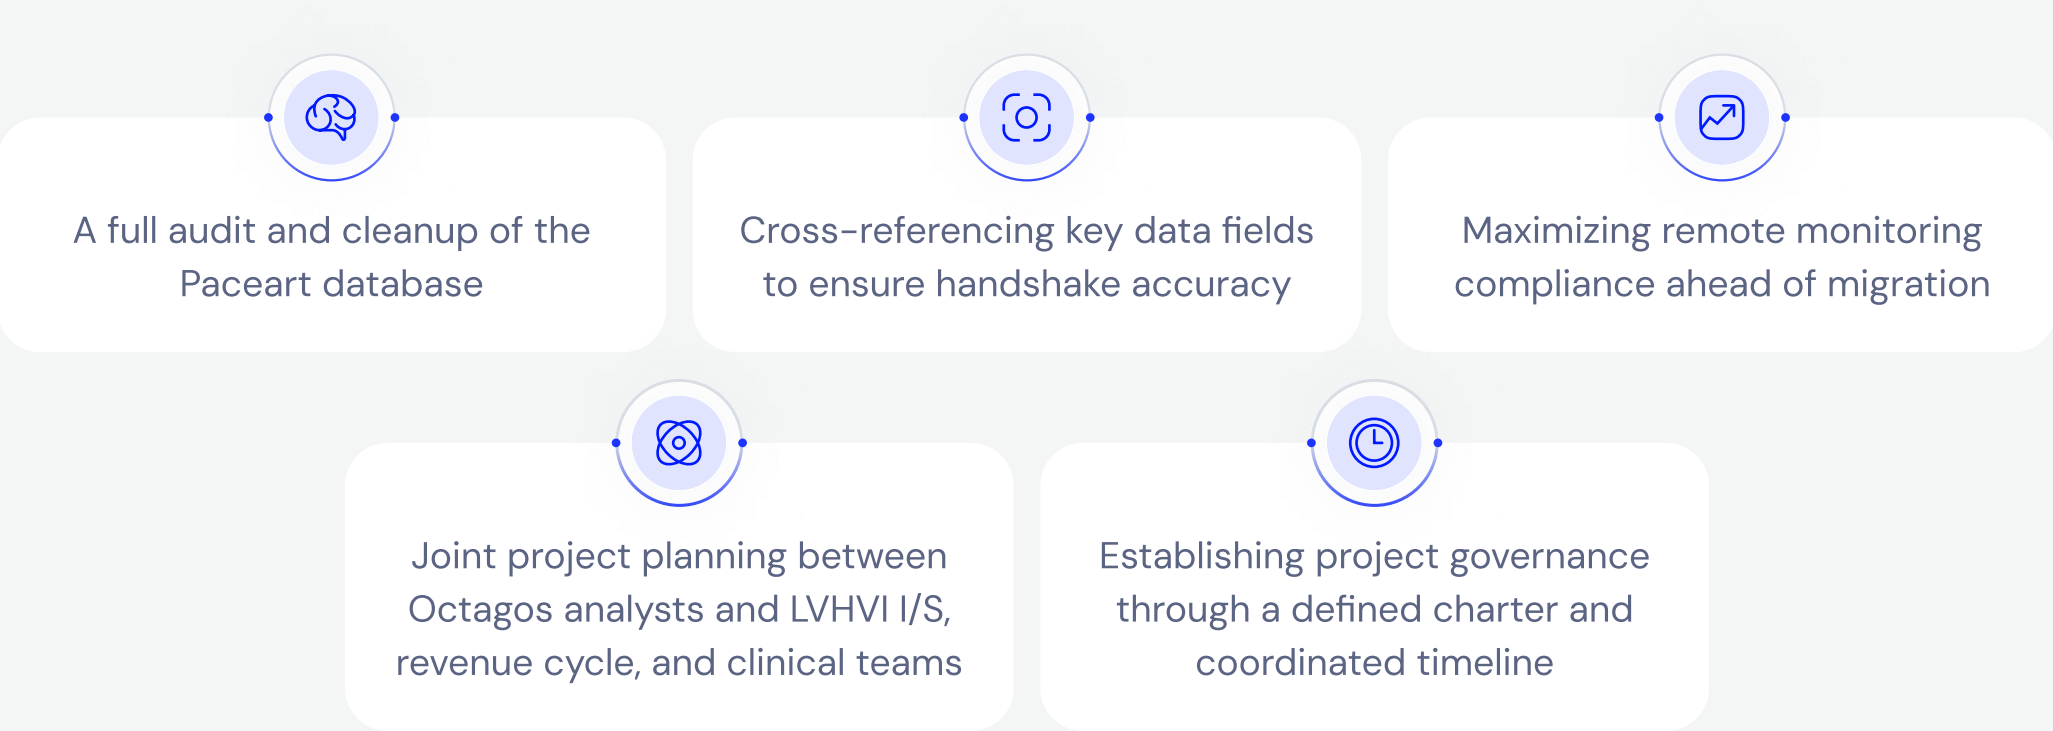 A full audit and cleanup of the
Paceart database
Cross-referencing key data fields
to ensure handshake accuracy
Maximizing remote monitoring
compliance ahead of migration
Joint project planning between
Octagos analysts and LVHVI I/S,
revenue cycle, and clinical teams
Establishing project governance
through a defined charter and
coordinated timeline